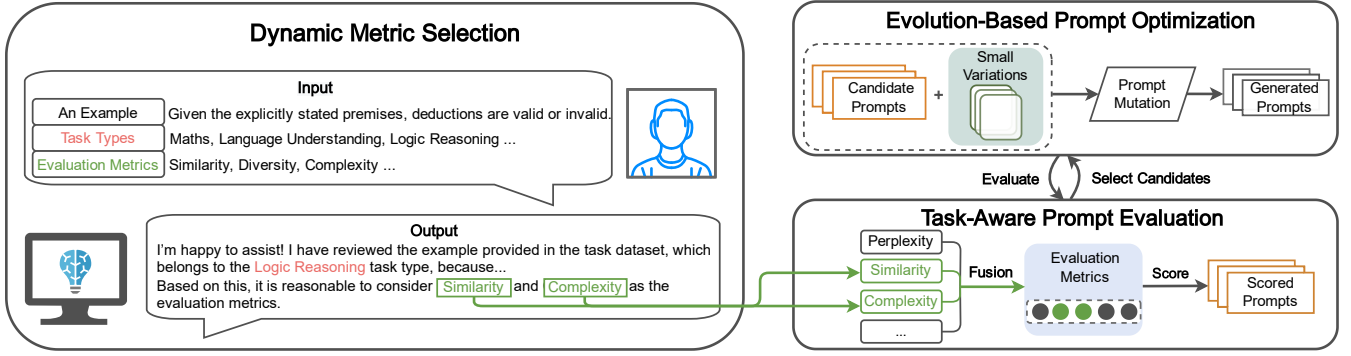 Dynamic Metric Selection
Input
An Example
Given the explicitly stated premises, deductions are valid or invalid.
Task Types
Maths, Language Understanding, Logic Reasoning ...
Evaluation Metrics
Similarity, Diversity, Complexity ...
Output
I'm happy to assist! I have reviewed the example provided in the task dataset, which
belongs to the Logic Reasoning task type, because...
Based on this, it is reasonable to consider Similarity and Complexity as the
evaluation metrics.
Evolution-Based Prompt Optimization
Candidate
Prompts
+
Small
Variations
Prompt
Mutation
Generated
Prompts
Evaluate
Select Candidates
Task-Aware Prompt Evaluation
Perplexity
Similarity
Complexity
...
Fusion
Evaluation
Metrics
Score
Scored
Prompts